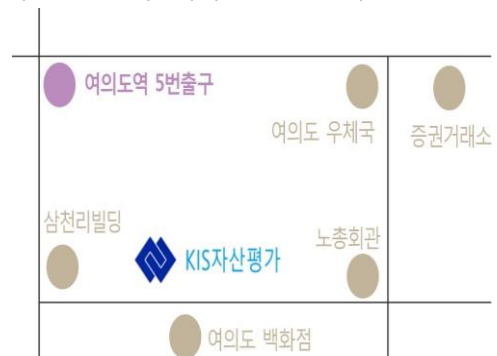 여의도역 5번출구
여의도 우체국
증권거래소
삼천리빌딩
KIS자산평가
노총회관
여의도 백화점